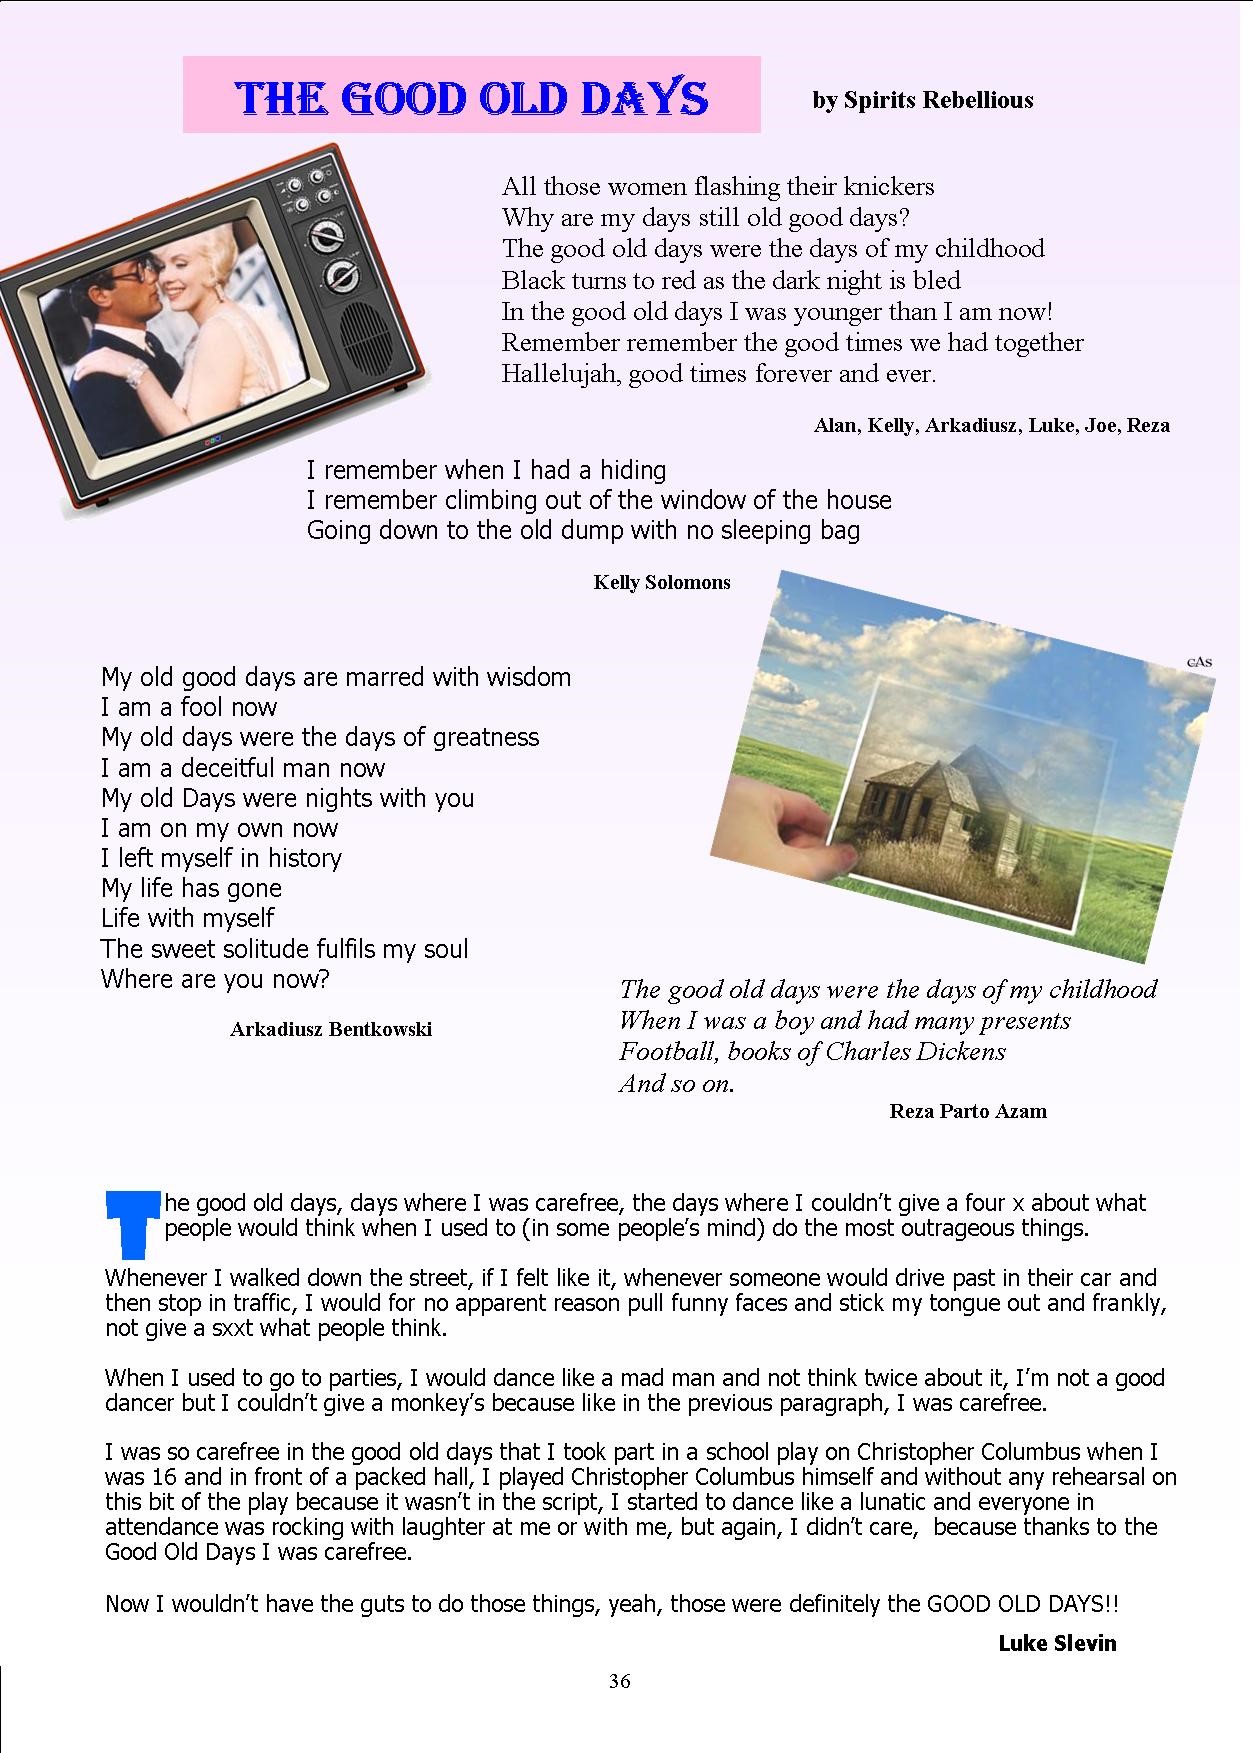 THE GOOD OLD DAYS
by Spirits Rebellious
All those women flashing their knickers
Why are my days still old good days?
The good old days were the days of my childhood
Black turns to red as the dark night is bled
In the good old days I was younger than I am now!
Remember remember the good times we had together
Hallelujah, good times forever and ever.
Alan, Kelly, Arkadiusz, Luke, Joe, Reza
I remember when I had a hiding
I remember climbing out of the window of the house
Going down to the old dump with no sleeping bag
Kelly Solomons
GAS
My old good days are marred with wisdom
I am a fool now
My old days were the days of greatness
I am a deceitful man now
My old Days were nights with you
I am on my own now
I left myself in history
My life has gone
Life with myself
The sweet solitude fulfils my soul
Where are you now?
Arkadiusz Bentkowski
The good old days were the days of my childhood
When I was a boy and had many presents
Football, books of Charles Dickens
And so on.
Reza Parto Azam
The good old days, days where I was carefree, the days where I couldn't give a four x about what
people would think when I used to (in some people's mind) do the most outrageous things.
Whenever I walked down the street, if I felt like it, whenever someone would drive past in their car and
then stop in traffic, I would for no apparent reason pull funny faces and stick my tongue out and frankly,
not give a sxxt what people think.
When I used to go to parties, I would dance like a mad man and not think twice about it, I'm not a good
dancer but I couldn't give a monkey's because like in the previous paragraph, I was carefree.
I was so carefree in the good old days that I took part in a school play on Christopher Columbus when I
was 16 and in front of a packed hall, I played Christopher Columbus himself and without any rehearsal on
this bit of the play because it wasn't in the script, I started to dance like a lunatic and everyone in
attendance was rocking with laughter at me or with me, but again, I didn't care,  because thanks to the
Good Old Days I was carefree.
Now I wouldn't have the guts to do those things, yeah, those were definitely the GOOD OLD DAYS!!
Luke Slevin
36